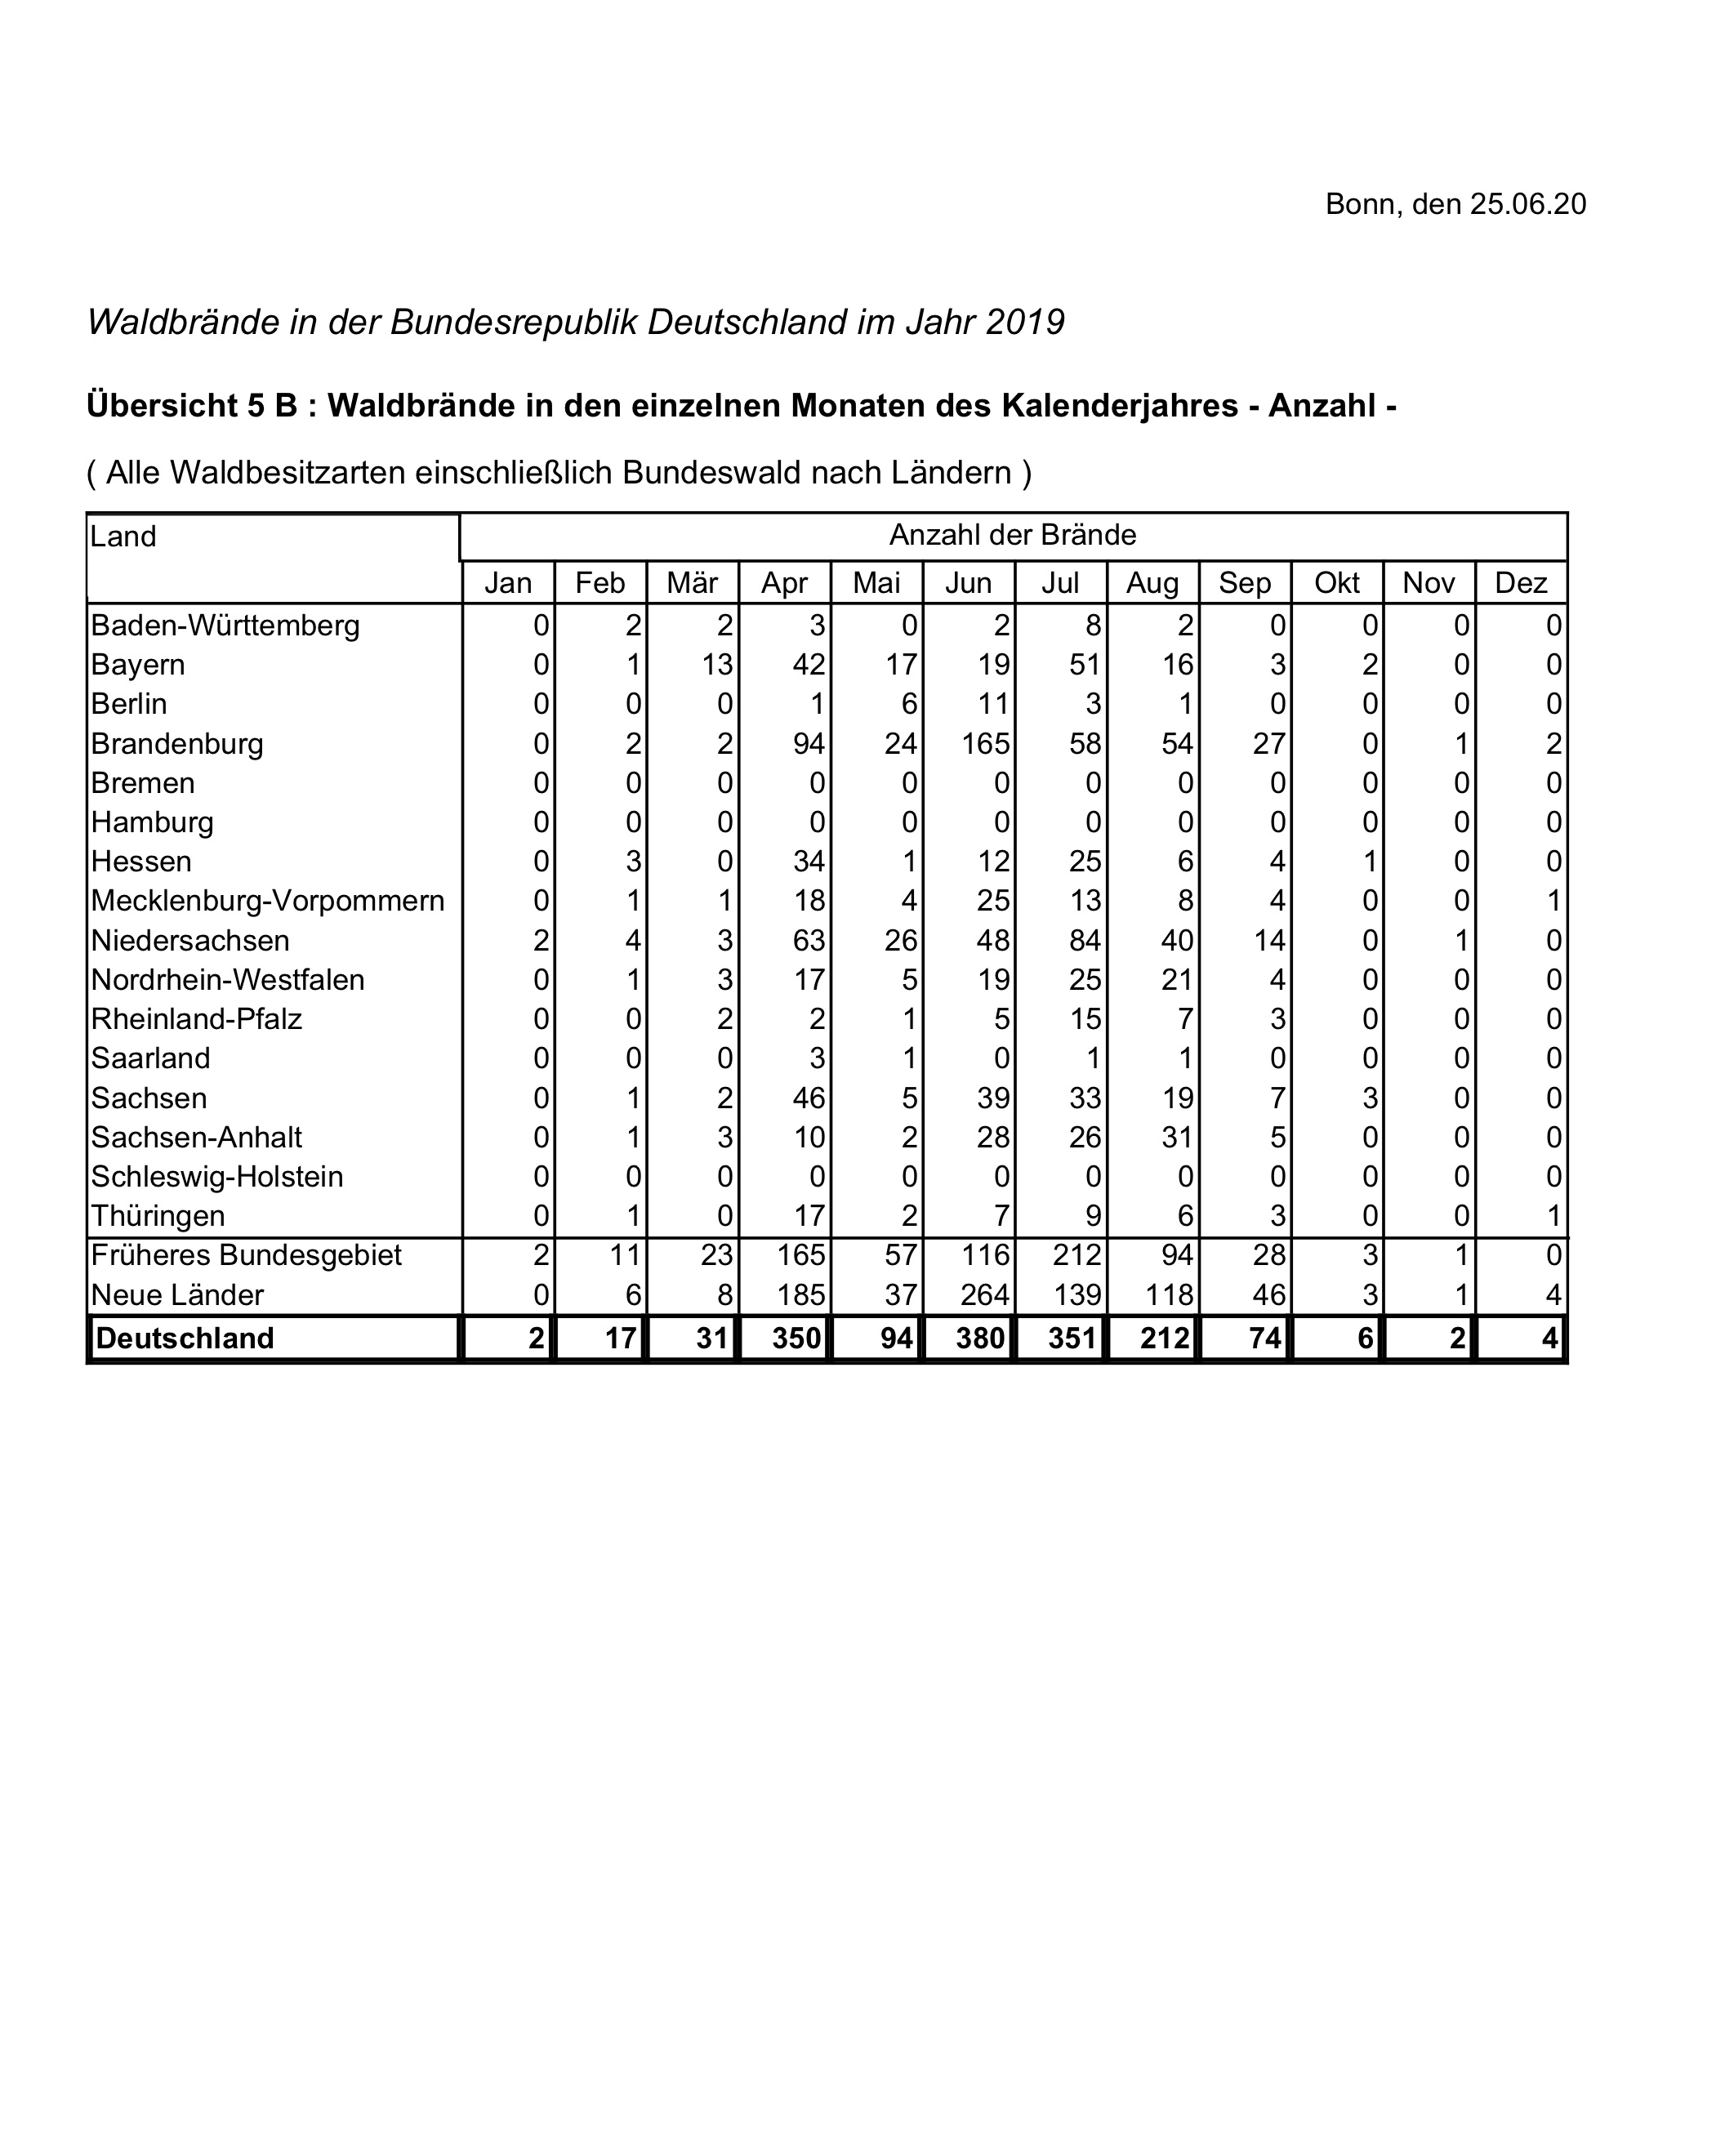 Bonn, den 25.06.20
Waldbrände in der Bundesrepublik Deutschland im Jahr 2019
Übersicht 5 B : Waldbrände in den einzelnen Monaten des Kalenderjahres - Anzahl -
( Alle Waldbesitzarten einschließlich Bundeswald nach Ländern )
Land Anzahl der Brände
Jan Feb Mär Apr Mai Jun Jul Aug Sep Okt Nov Dez
Baden-Württemberg 0 2 2 3 0 2 8 2 0 0 0 0
Bayern 0 1 13 42 17 19 51 16 3 2 0 0
Berlin 0 0 0 1 6 11 3 1 0 0 0 0
Brandenburg 0 2 2 94 24 165 58 54 27 0 1 2
Bremen 0 0 0 0 0 0 0 0 0 0 0 0
Hamburg 0 0 0 0 0 0 0 0 0 0 0 0
Hessen 0 3 0 34 1 12 25 6 4 1 0 0
Mecklenburg-Vorpommern 0 1 1 18 4 25 13 8 4 0 0 1
Niedersachsen 2 4 3 63 26 48 84 40 14 0 1 0
Nordrhein-Westfalen 0 1 3 17 5 19 25 21 4 0 0 0
Rheinland-Pfalz 0 0 2 2 1 5 15 7 3 0 0 0
Saarland 0 0 0 3 1 0 1 1 0 0 0 0
Sachsen 0 1 2 46 5 39 33 19 7 3 0 0
Sachsen-Anhalt 0 1 3 10 2 28 26 31 5 0 0 0
Schleswig-Holstein 0 0 0 0 0 0 0 0 0 0 0 0
Thüringen 0 1 0 17 2 7 9 6 3 0 0 1
Früheres Bundesgebiet 2 11 23 165 57 116 212 94 28 3 1 0
Neue Länder 0 6 8 185 37 264 139 118 46 3 1 4
Deutschland 2 17 31 350 94 380 351 212 74 6 2 4